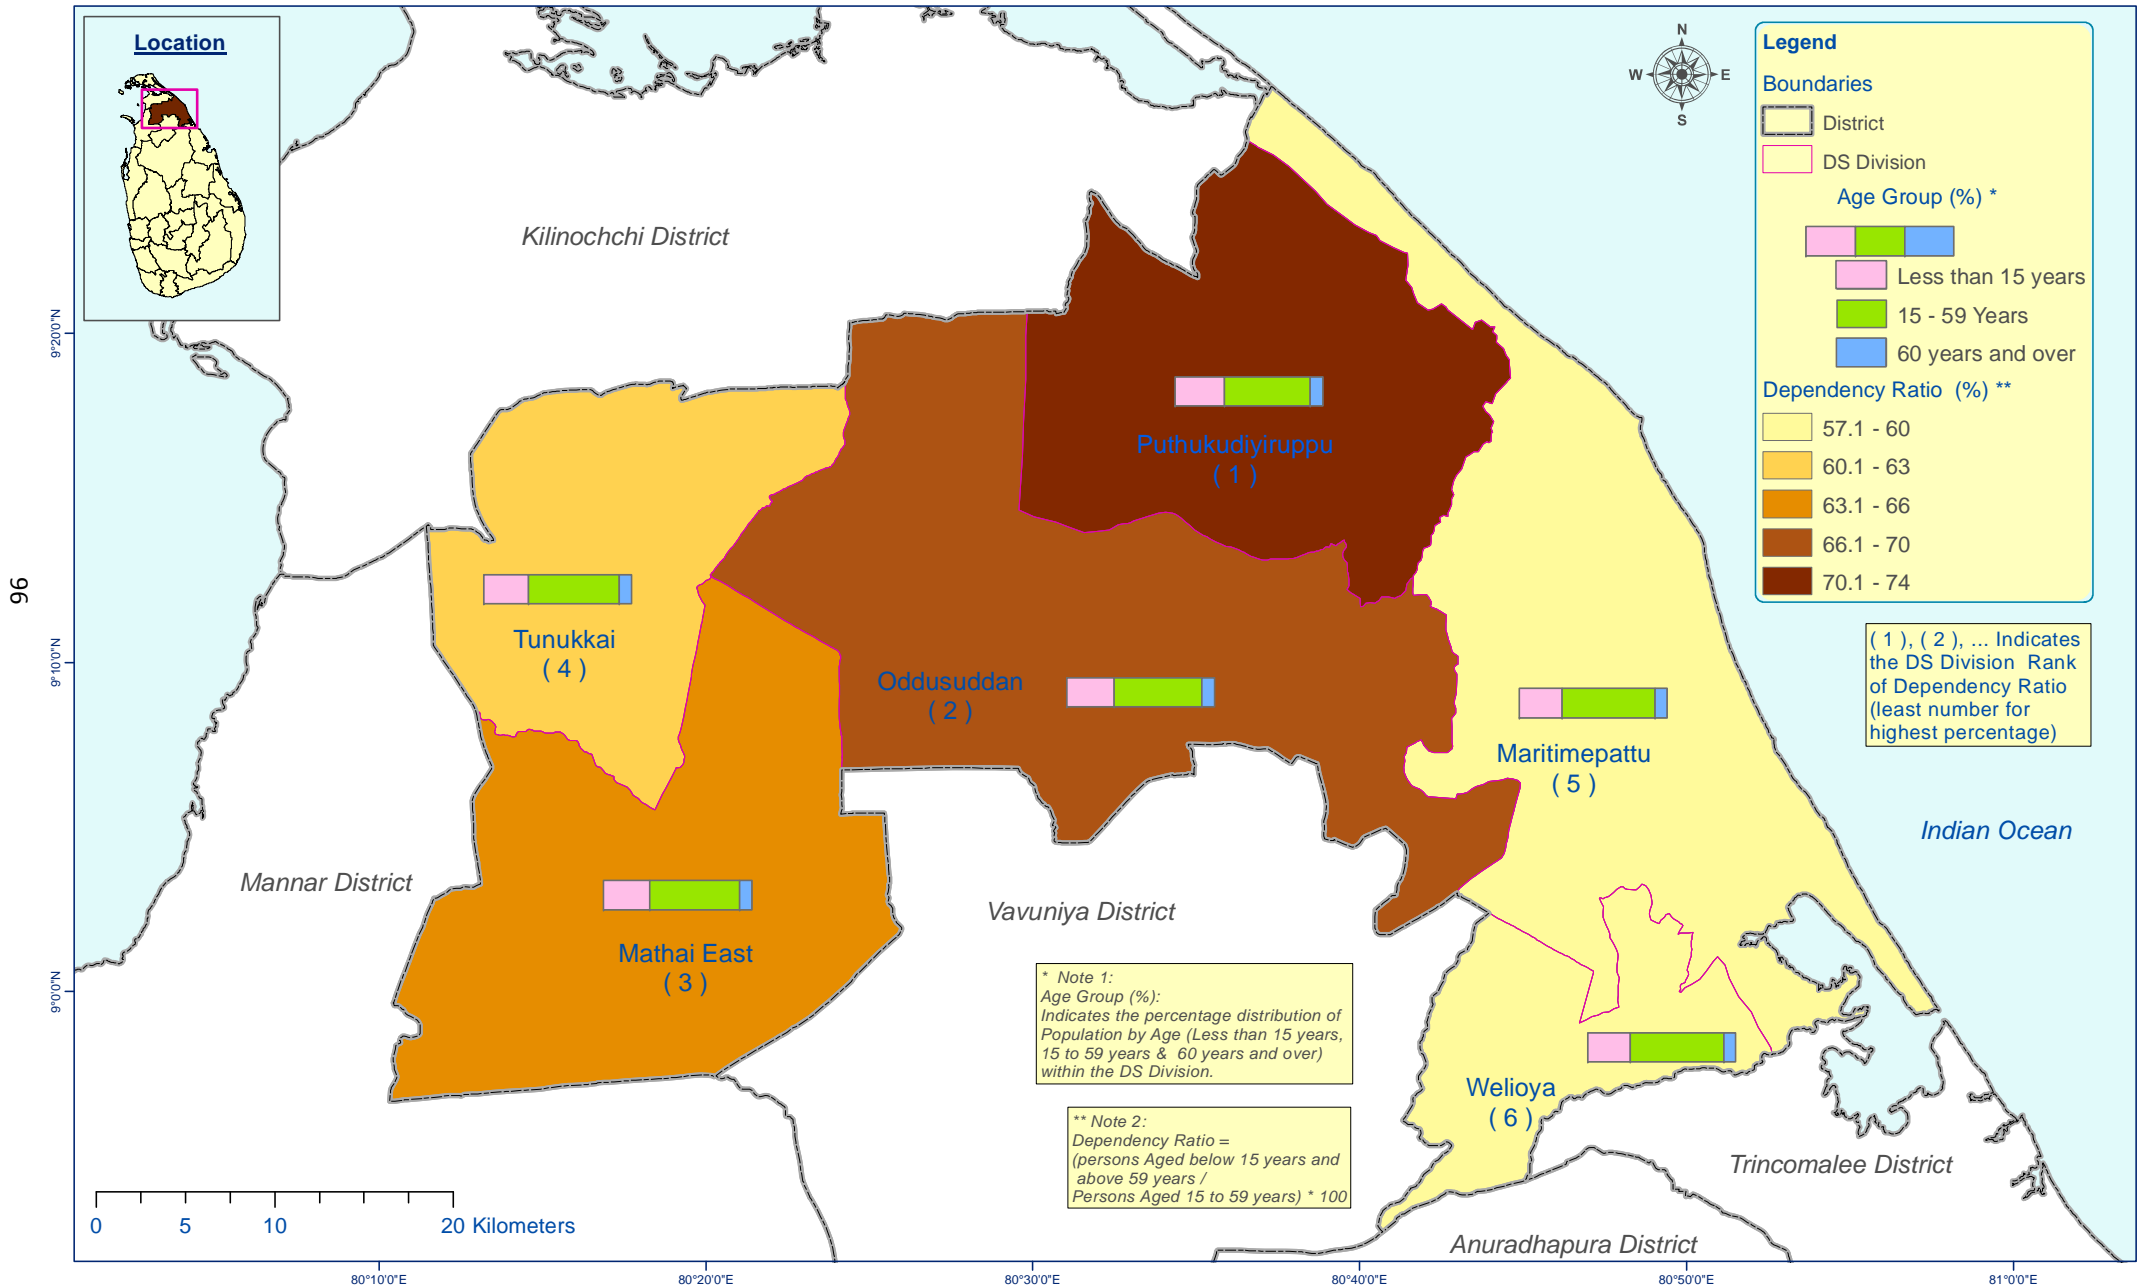 Location
N
W
E
S
Legend
Boundaries
District
DS Division
Age Group (%) *
Less than 15 years
15 - 59 Years
60 years and over
Dependency Ratio (%) **
57.1 - 60
60.1 - 63
63.1 - 66
66.1 - 70
70.1 - 74
( 1 ), ( 2 ), ... Indicates
the DS Division Rank
of Dependency Ratio
(least number for
highest percentage)
Kilinochchi District
Puthukudiyiruppu
( 1 )
Tunukkai
( 4 )
Oddusuddan
( 2 )
Maritimepattu
( 5 )
Indian Ocean
Mannar District
Mathai East
( 3 )
Vavuniya District
Welioya
( 6 )
Trincomalee District
Anuradhapura District
* Note 1:
Age Group (%):
Indicates the percentage distribution of
Population by Age (Less than 15 years,
15 to 59 years & 60 years and over)
within the DS Division.
** Note 2:
Dependency Ratio =
(persons Aged below 15 years and
above 59 years /
Persons Aged 15 to 59 years) * 100
0 5 10 20 Kilometers
9°20'0"N
9°10'0"N
9°0'0"N
80°10'0"E
80°20'0"E
80°30'0"E
80°40'0"E
80°50'0"E
81°0'0"E
96